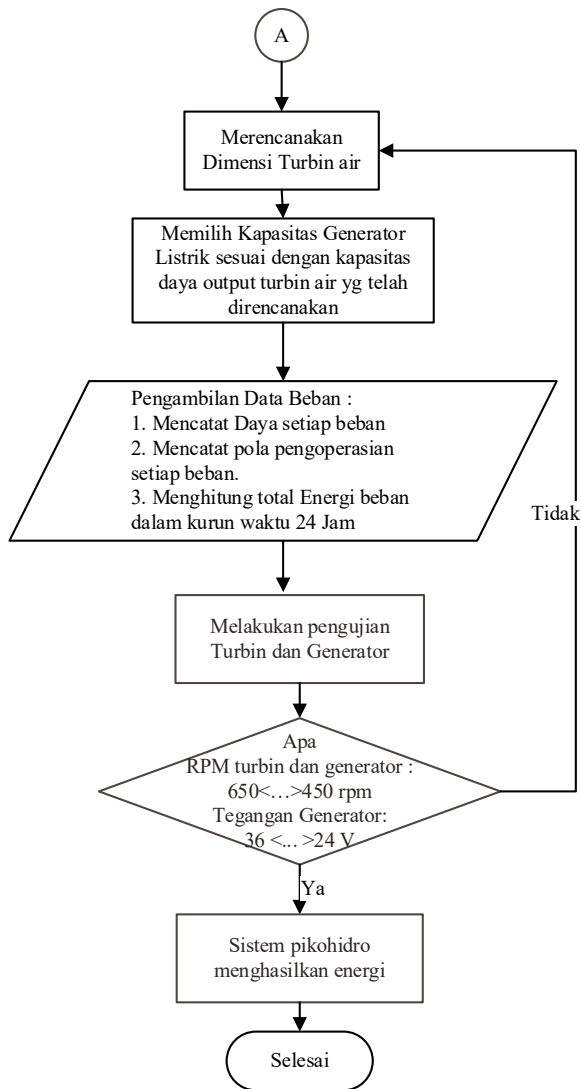 A
Merencanakan
Dimensi Turbin air
Memilih Kapasitas Generator
Listrik sesuai dengan kapasitas
daya output turbin air yg telah
direncanakan
Pengambilan Data Beban :
1. Mencatat Daya setiap beban
2. Mencatat pola pengoperasian
setiap beban.
3. Menghitung total Energi beban
dalam kurun waktu 24 Jam
Tidak
Melakukan pengujian
Turbin dan Generator
Apa
RPM turbin dan generator :
650<...>450 rpm
Tegangan Generator:
36 <... >24 V
Ya
Sistem pikohidro
menghasilkan energi
Selesai